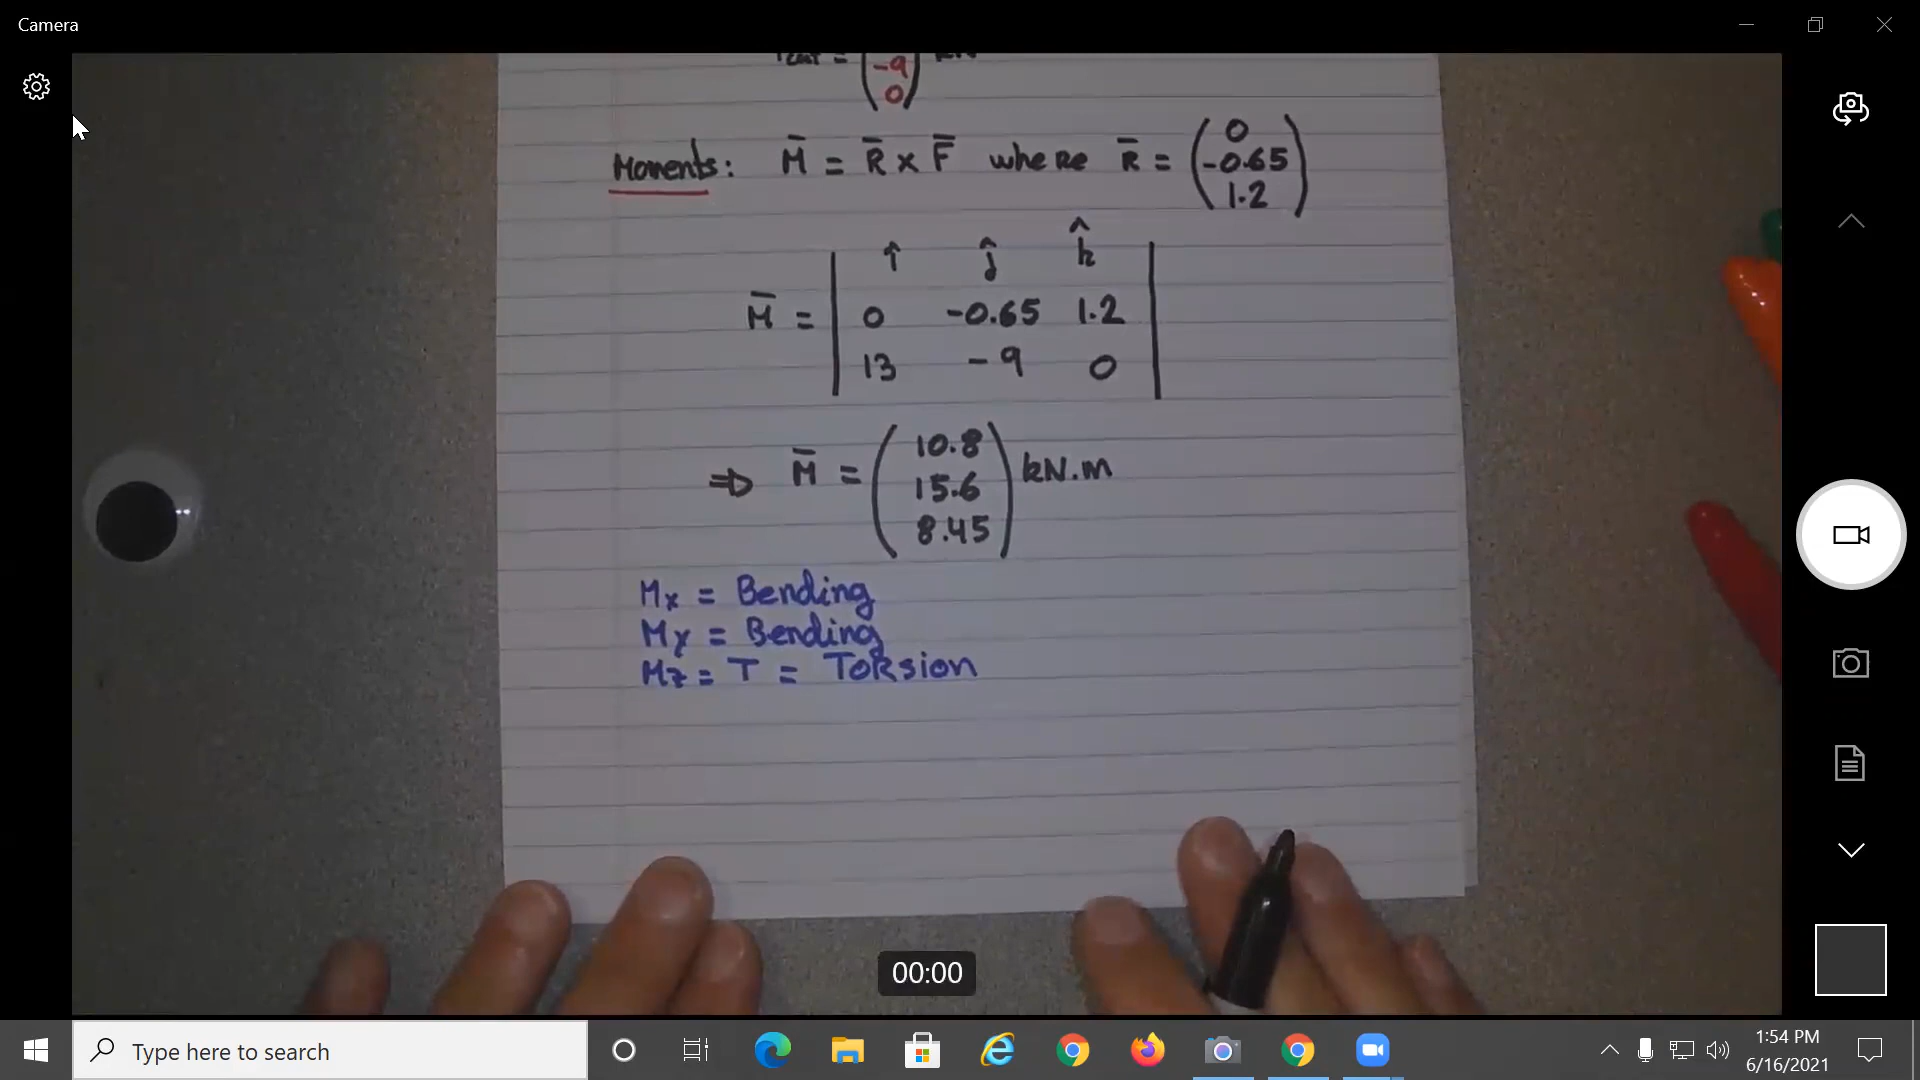 Camera
-9
0
Moments: M̄ = R̄ x F̄ where R̄ = (0 -0.65 1.2)
î ĵ k̂
M̄ = | 0 -0.65 1.2 |
13 -9 0
⇒ M̄ = (10.8 15.6 8.45) kN.m
Mx = Bending
My = Bending
Mz = T = Torsion
00:00
Type here to search
1:54 PM
6/16/2021